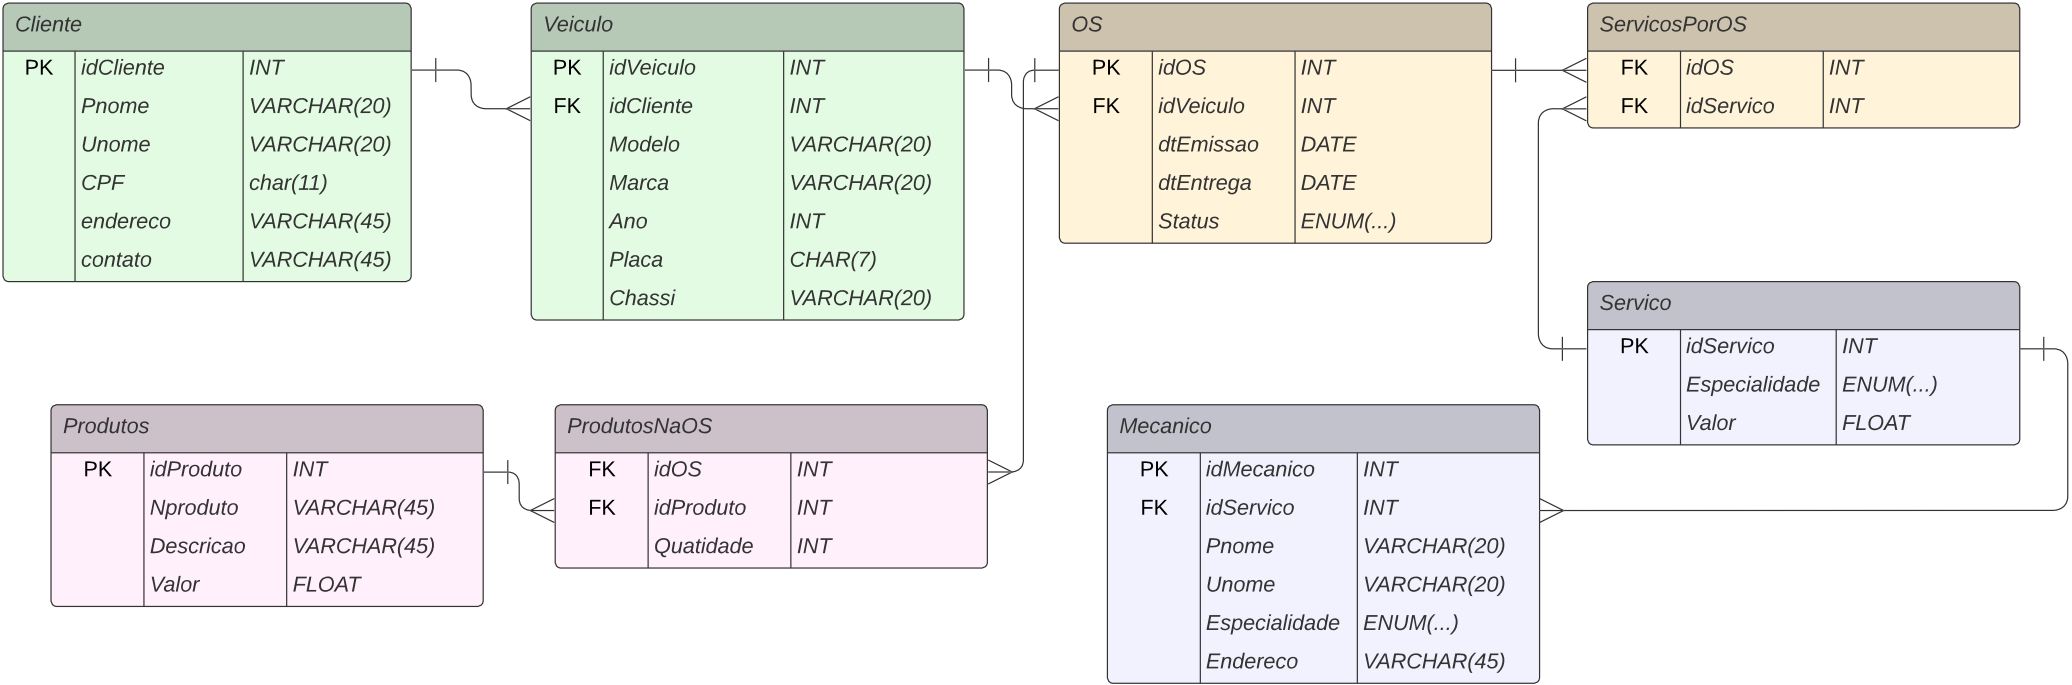 Cliente
PK idCliente INT
Pnome VARCHAR(20)
Unome VARCHAR(20)
CPF char(11)
endereco VARCHAR(45)
contato VARCHAR(45)
Veiculo
PK idVeiculo INT
FK idCliente INT
Modelo VARCHAR(20)
Marca VARCHAR(20)
Ano INT
Placa CHAR(7)
Chassi VARCHAR(20)
OS
PK idOS INT
FK idVeiculo INT
dtEmissao DATE
dtEntrega DATE
Status ENUM(...)
ServicosPorOS
FK idOS INT
FK idServico INT
Servico
PK idServico INT
Especialidade ENUM(...)
Valor FLOAT
Produtos
PK idProduto INT
Nproduto VARCHAR(45)
Descricao VARCHAR(45)
Valor FLOAT
ProdutosNaOS
FK idOS INT
FK idProduto INT
Quatidade INT
Mecanico
PK idMecanico INT
FK idServico INT
Pnome VARCHAR(20)
Unome VARCHAR(20)
Especialidade ENUM(...)
Endereco VARCHAR(45)